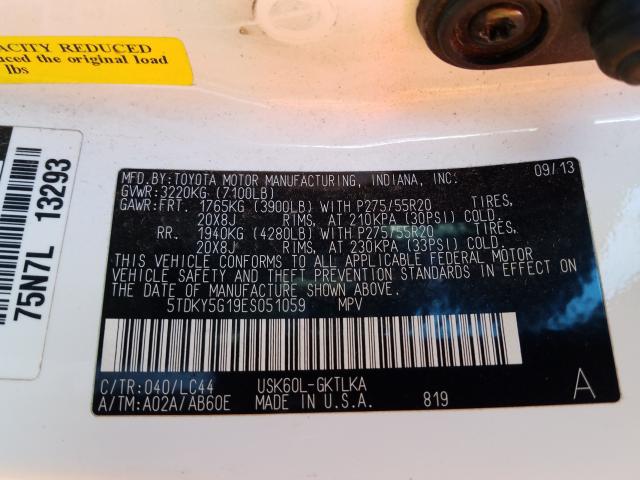 ACITY REDUCED
uced the original load
lbs
75N7L 13293
MFD.BY:TOYOTA MOTOR MANUFACTURING, INDIANA, INC. 09/13
GVWR:3220KG (7100LB)
GAWR:FRT. 1765KG (3900LB) WITH P275/55R20 TIRES,
20X8J RIMS, AT 210KPA (30PSI) COLD.
RR. 1940KG (4280LB) WITH P275/55R20 TIRES,
20X8J RIMS, AT 230KPA (33PSI) COLD.
THIS VEHICLE CONFORMS TO ALL APPLICABLE FEDERAL MOTOR
VEHICLE SAFETY AND THEFT PREVENTION STANDARDS IN EFFECT ON
THE DATE OF MANUFACTURE SHOWN ABOVE.
5TDKY5G19ES051059 MPV
C/TR:040/LC44 USK60L-GKTLKA
A/TM:A02A/AB60E MADE IN U.S.A. 819 A